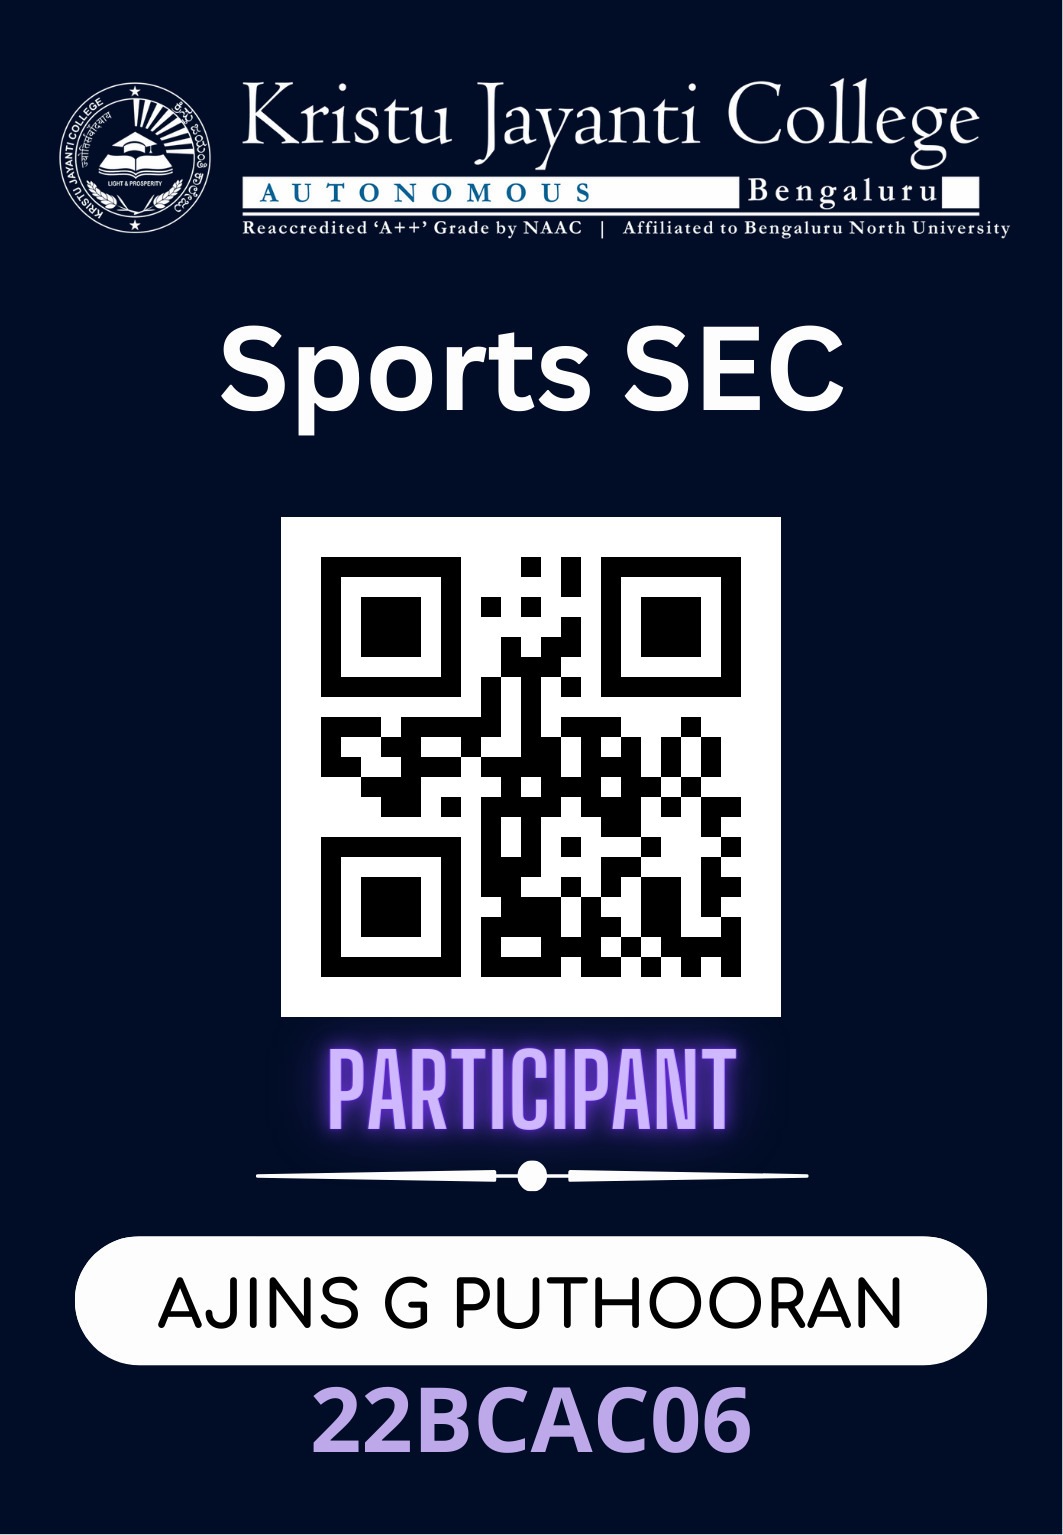 KRISTU JAYANTI COLLEGE
ज्योतिसंवादाय
ಕ್ರಿಸ್ತು ಜಯಂತಿ ಕಾಲೇಜು
LIGHT & PROSPERITY
Kristu Jayanti College
AUTONOMOUS Bengaluru
Reaccredited ‘A++’ Grade by NAAC | Affiliated to Bengaluru North University
Sports SEC
PARTICIPANT
AJINS G PUTHOORAN
22BCAC06